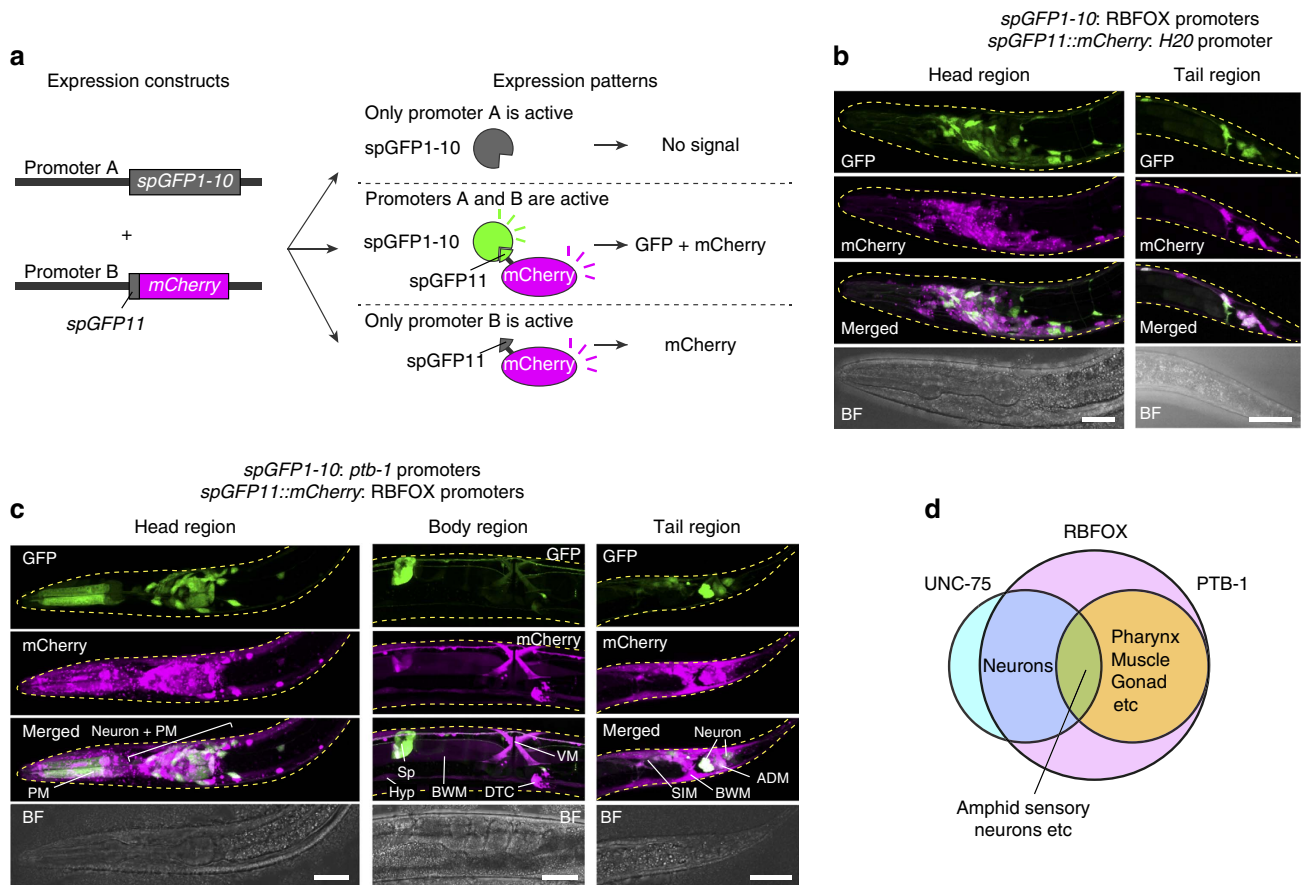 a
Expression constructs
Expression patterns
Promoter A
spGFP1-10
+
Promoter B
mCherry
spGFP11
Only promoter A is active
spGFP1-10
No signal
Promoters A and B are active
spGFP1-10
GFP + mCherry
spGFP11
mCherry
Only promoter B is active
spGFP11
mCherry
mCherry
spGFP1-10: RBFOX promoters
spGFP11::mCherry: H20 promoter
b
Head region
Tail region
GFP
GFP
mCherry
mCherry
Merged
Merged
BF
BF
spGFP1-10: ptb-1 promoters
spGFP11::mCherry: RBFOX promoters
c
Head region
Body region
Tail region
GFP
GFP
GFP
mCherry
mCherry
mCherry
Merged
Neuron + PM
PM
Sp
Hyp
BWM
DTC
VM
Merged
Neuron
ADM
SIM
BWM
BF
BF
BF
d
RBFOX
UNC-75
PTB-1
Neurons
Pharynx
Muscle
Gonad
etc
Amphid sensory
neurons etc